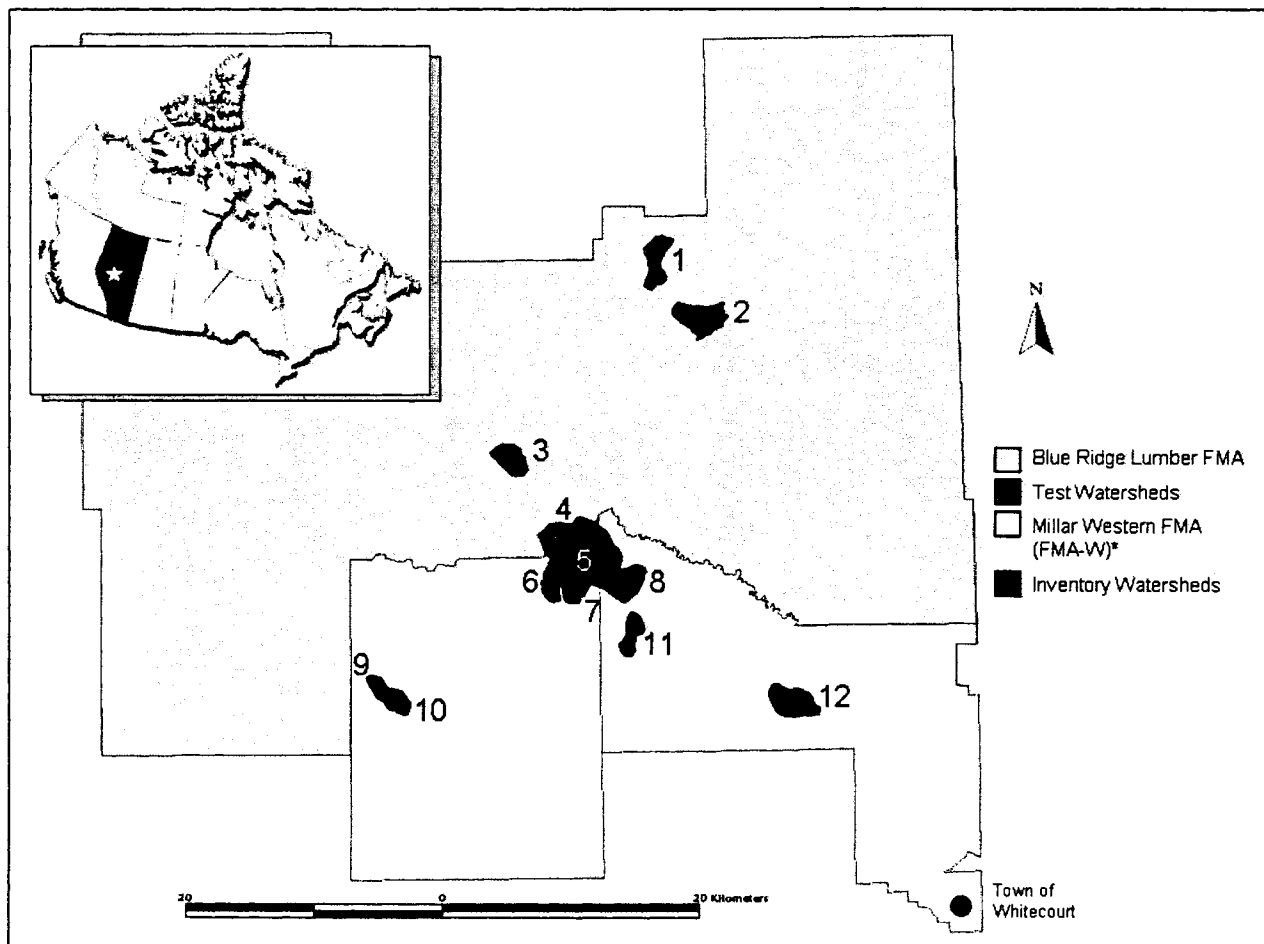 1
2
N
3
Blue Ridge Lumber FMA
Test Watersheds
Millar Western FMA
(FMA-W)*
Inventory Watersheds
4
5
6
8
7
11
9
10
12
20
0
20 Kilometers
Town of
Whitecourt